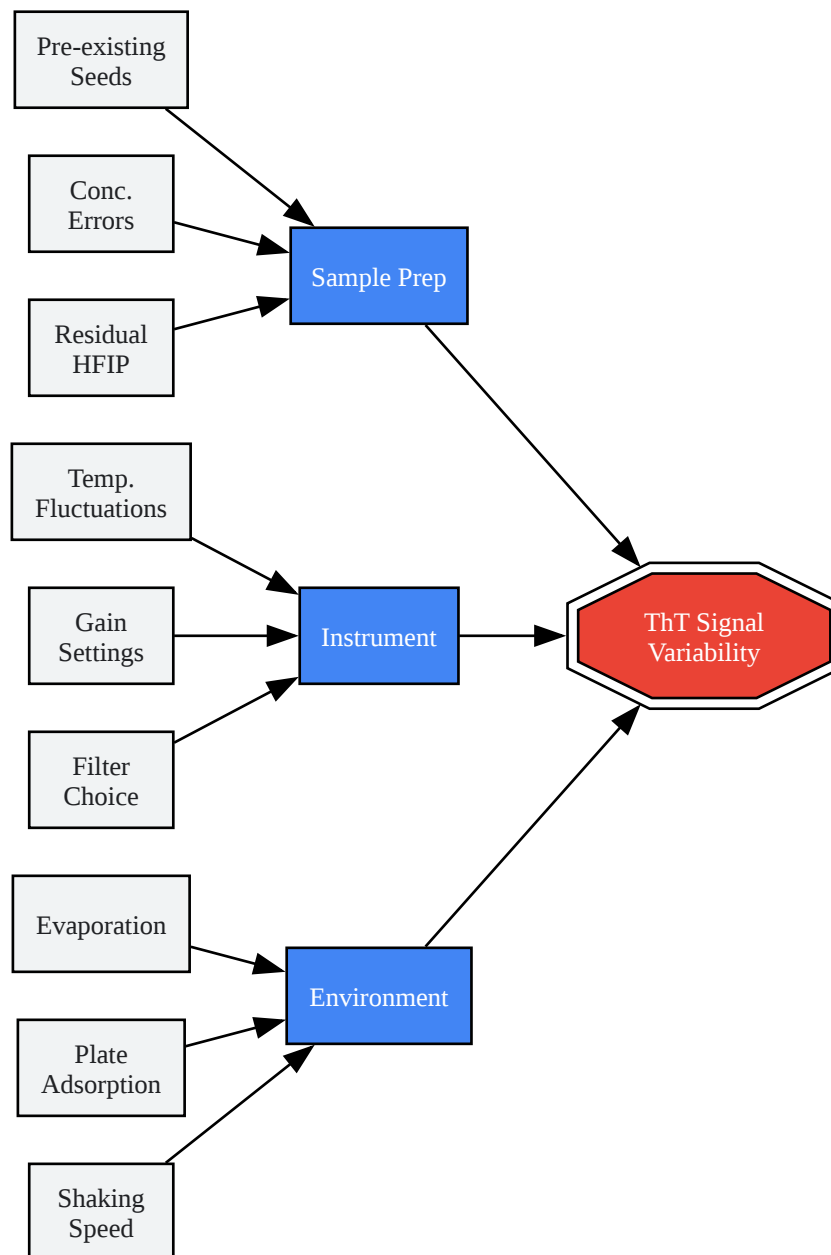 Pre-existing
Seeds
Conc.
Errors
Sample Prep
Residual
HFIP
Temp.
Fluctuations
Gain
Settings
Instrument
ThT Signal
Variability
Filter
Choice
Evaporation
Environment
Plate
Adsorption
Shaking
Speed